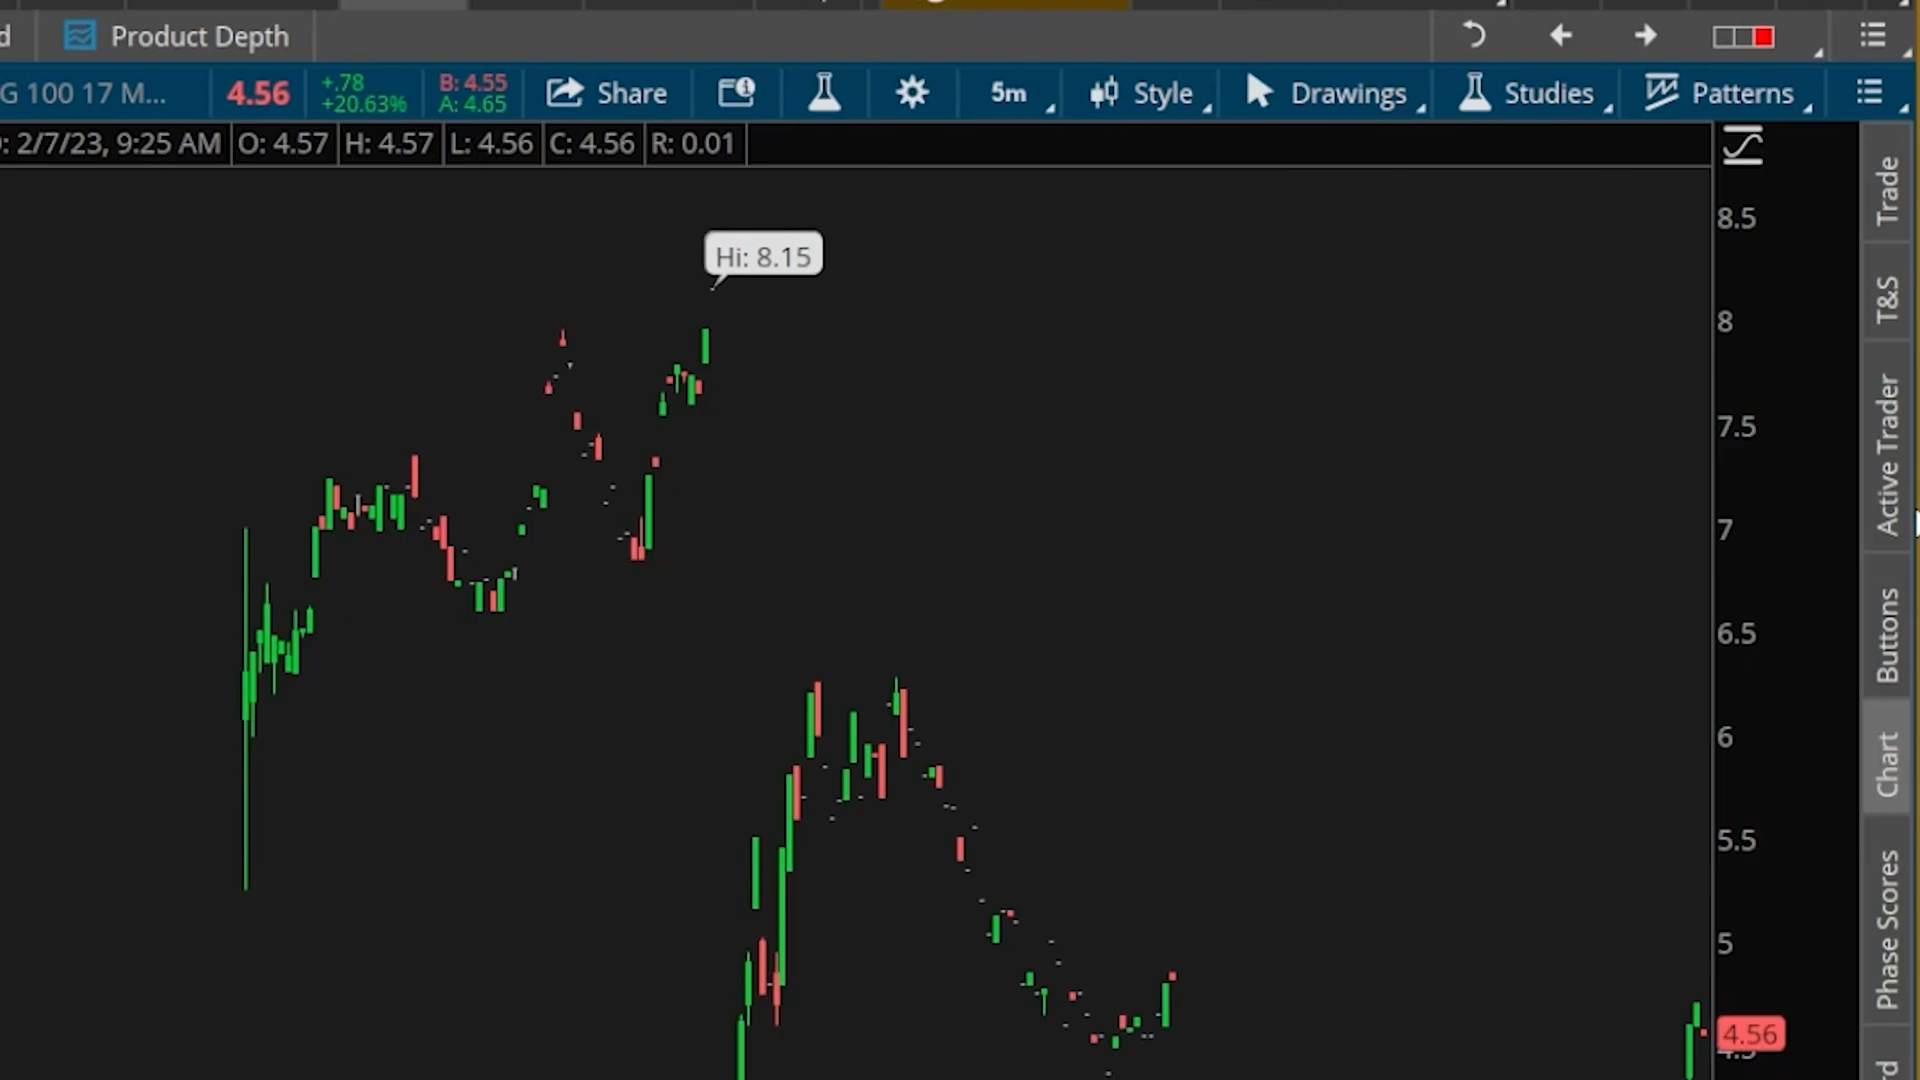 d
Product Depth
G 100 17 M...
4.56
+.78
+20.63%
B: 4.55
A: 4.65
Share
5m
Style
Drawings
Studies
Patterns
: 2/7/23, 9:25 AM
O: 4.57
H: 4.57
L: 4.56
C: 4.56
R: 0.01
Hi: 8.15
8.5
8
7.5
7
6.5
6
5.5
5
4.56
Trade
T&S
Active Trader
Buttons
Chart
Phase Scores
rd